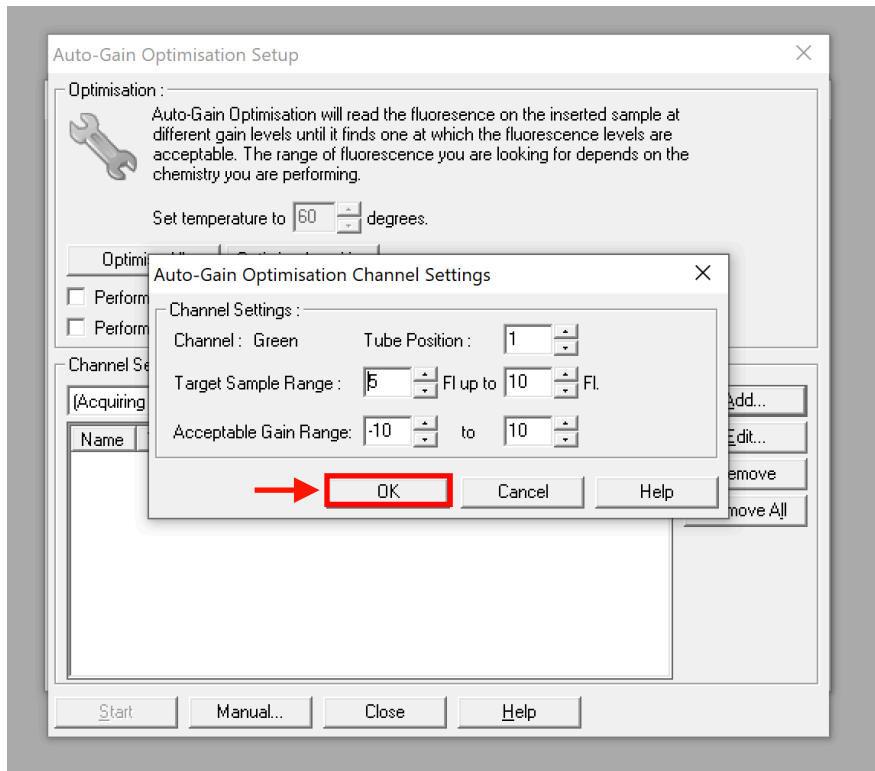 Auto-Gain Optimisation Setup
Optimisation :
Auto-Gain Optimisation will read the fluoresence on the inserted sample at
different gain levels until it finds one at which the fluorescence levels are
acceptable. The range of fluorescence you are looking for depends on the
chemistry you are performing.
Set temperature to 60 degrees.
Auto-Gain Optimisation Channel Settings
Perform
Perform
Channel Settings :
Channel : Green Tube Position : 1
Target Sample Range : 5 Fl up to 10 Fl.
Acceptable Gain Range: -10 to 10
OK Cancel Help
(Acquiring
Name
Add...
Edit...
Start Manual... Close Help